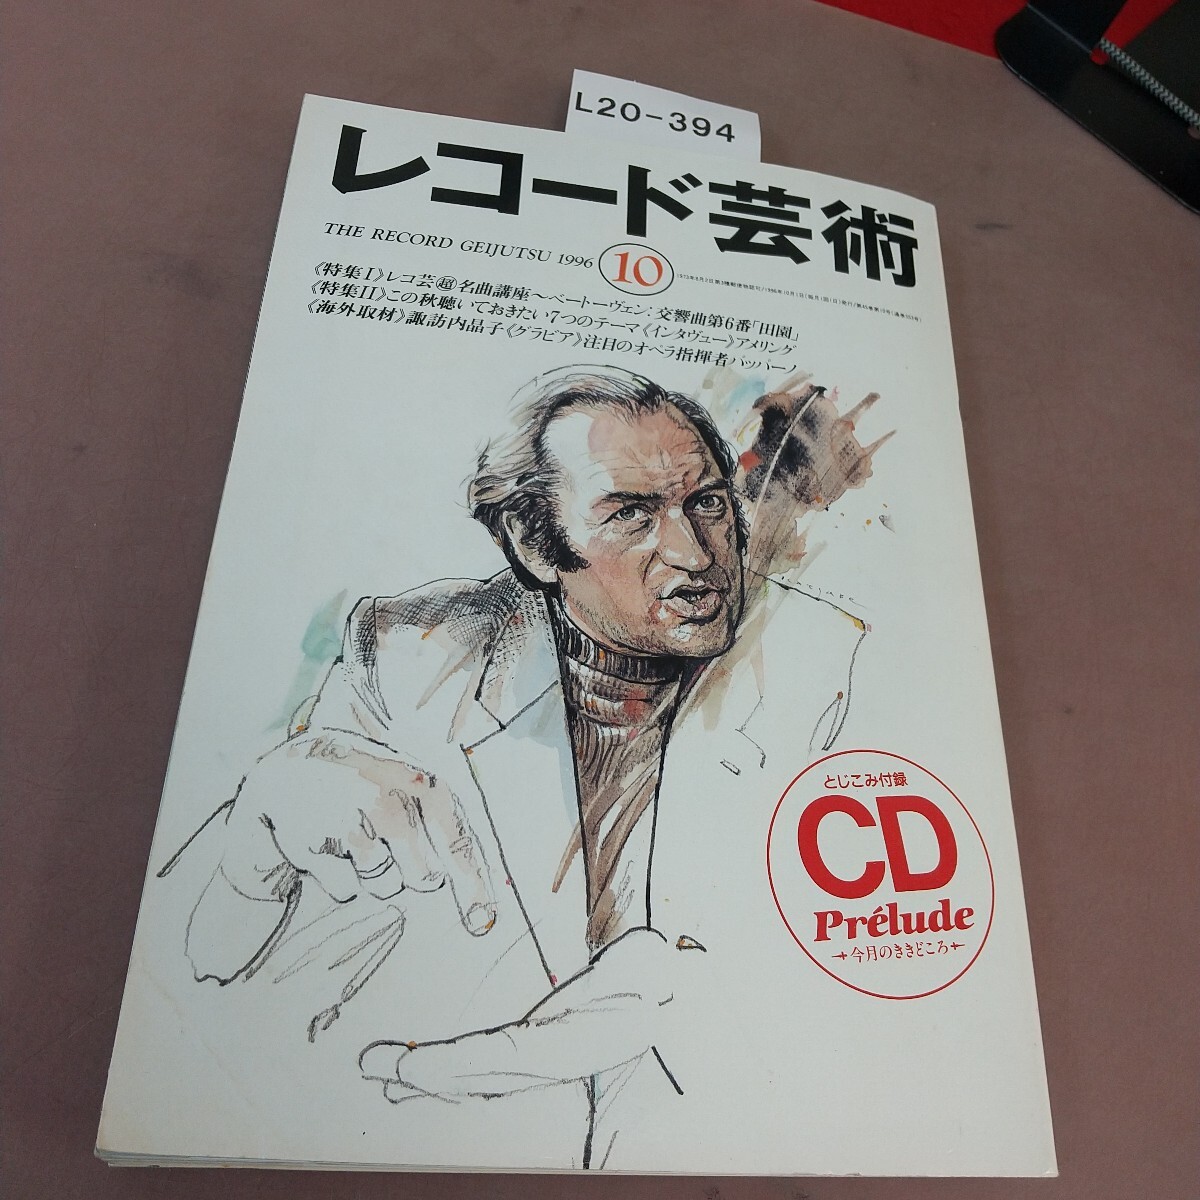 L20-394
レコード芸術
THE RECORD GEIJUTSU 1996 10
《特集I》レコ芸超名曲講座〜ベートーヴェン：交響曲第6番「田園」
《特集II》この秋聴いておきたい7つのテーマ《インタヴュー》アメリング
《海外取材》諏訪内晶子《グラビア》注目のオペラ指揮者パッパーノ
とじこみ付録
CD
Prélude
今月のききどころ